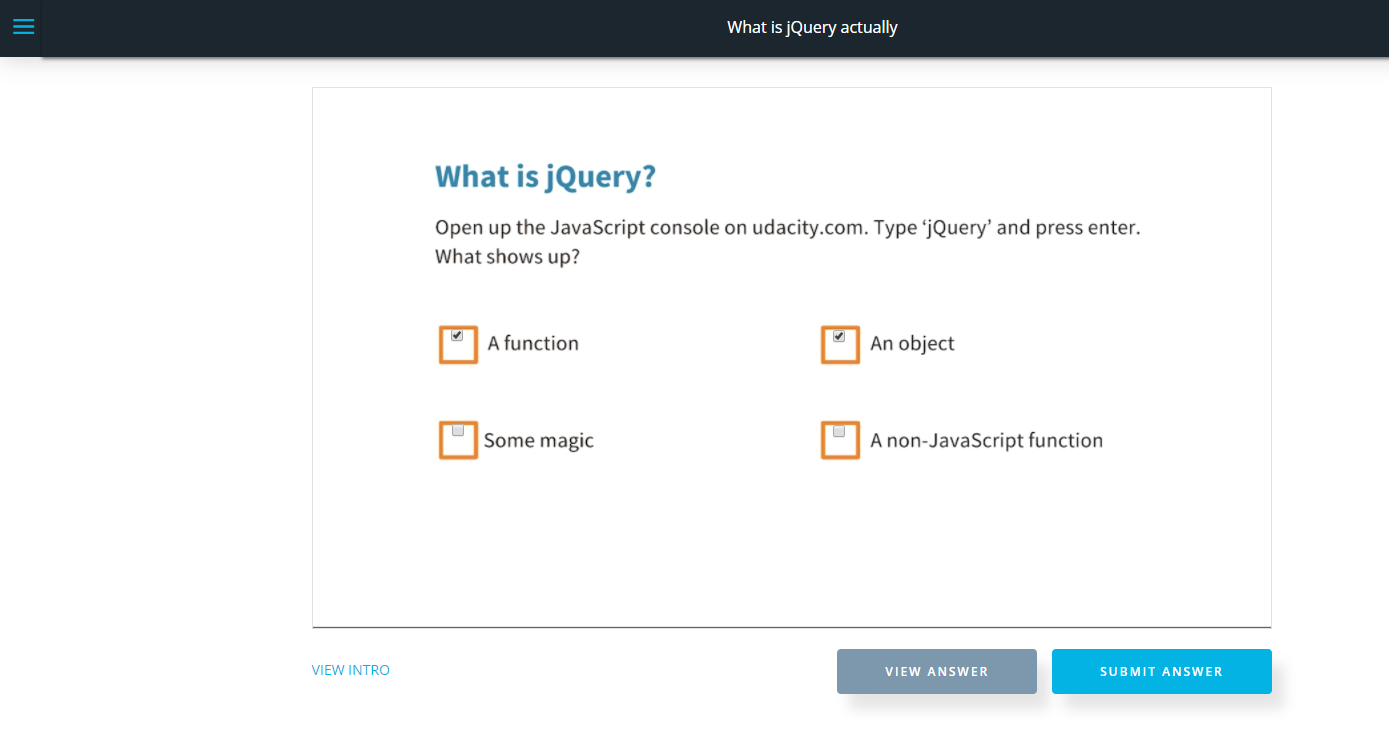 What is jQuery actually
What is jQuery?
Open up the JavaScript console on udacity.com. Type ‘jQuery’ and press enter.
What shows up?
A function
An object
Some magic
A non-JavaScript function
VIEW INTRO
VIEW ANSWER
SUBMIT ANSWER